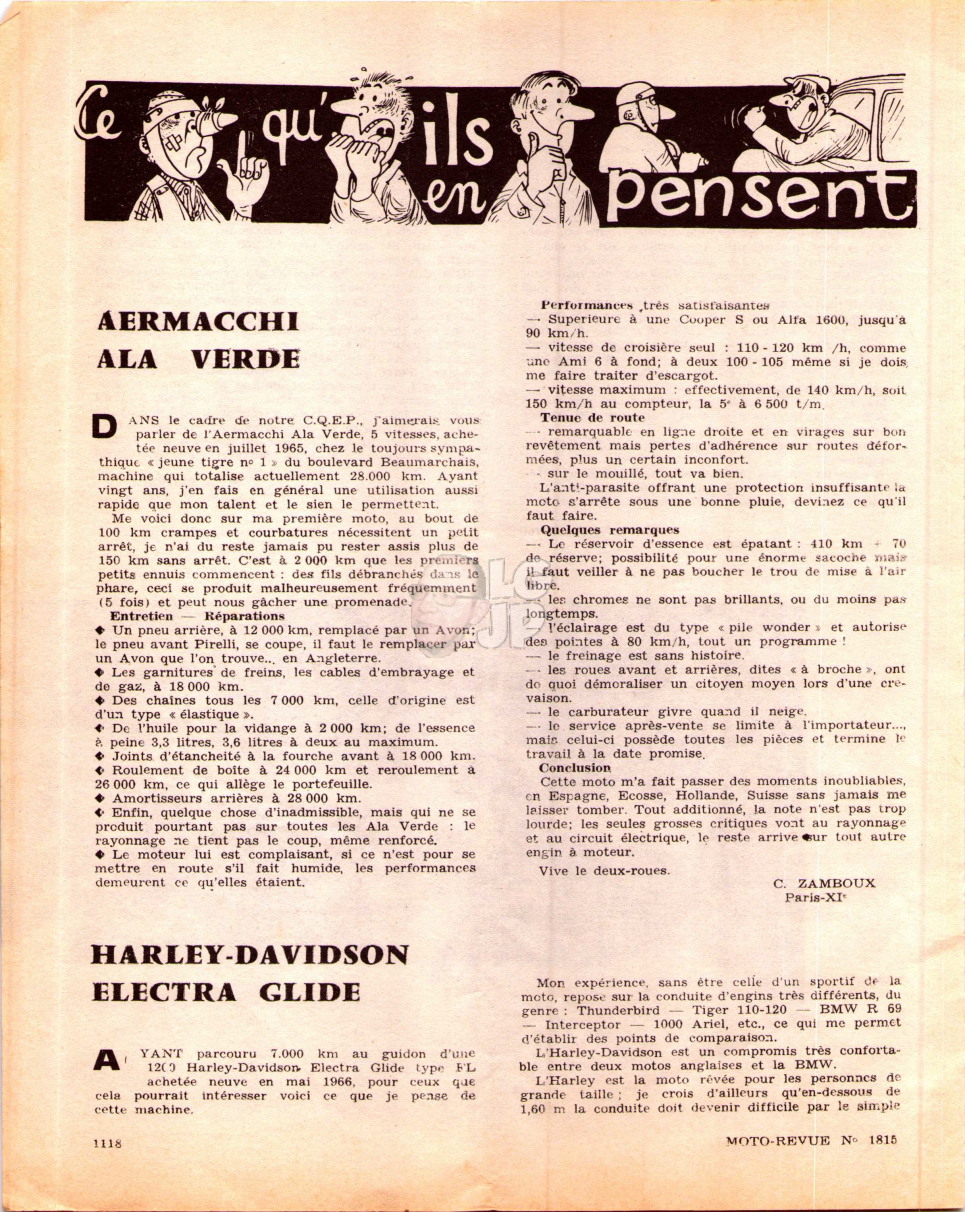 Ce qu'ils en pensent
AERMACCHI
ALA VERDE
DANS le cadre de notre C.Q.E.P., j'aimerais vous
parler de l'Aermacchi Ala Verde, 5 vitesses, ache-
tée neuve en juillet 1965, chez le toujours sympa-
thique « jeune tigre nº 1 » du boulevard Beaumarchais,
machine qui totalise actuellement 28.000 km. Ayant
vingt ans, j'en fais en général une utilisation aussi
rapide que mon talent et le sien le permettent.
Me voici donc sur ma première moto, au bout de
100 km crampes et courbatures nécessitent un petit
arrêt, je n'ai du reste jamais pu rester assis plus de
150 km sans arrêt. C'est à 2 000 km que les premiers
petits ennuis commencent : des fils débranchés dans le
phare, ceci se produit malheureusement fréquemment
(5 fois) et peut nous gâcher une promenade.
Entretien — Réparations
◆ Un pneu arrière, à 12 000 km, remplacé par un Avon;
le pneu avant Pirelli, se coupe, il faut le remplacer par
un Avon que l'on trouve... en Angleterre.
◆ Les garnitures de freins, les cables d'embrayage et
de gaz, à 18 000 km.
◆ Des chaînes tous les 7 000 km, celle d'origine est
d'un type « élastique ».
◆ De l'huile pour la vidange à 2 000 km; de l'essence
à peine 3,3 litres, 3,6 litres à deux au maximum.
◆ Joints d'étancheité à la fourche avant à 18 000 km.
◆ Roulement de boîte à 24 000 km et reroulement à
26 000 km, ce qui allège le portefeuille.
◆ Amortisseurs arrières à 28 000 km.
◆ Enfin, quelque chose d'inadmissible, mais qui ne se
produit pourtant pas sur toutes les Ala Verde : le
rayonnage ne tient pas le coup, même renforcé.
◆ Le moteur lui est complaisant, si ce n'est pour se
mettre en route s'il fait humide, les performances
demeurent ce qu'elles étaient.
Performances très satisfaisantes
— Superieure à une Cooper S ou Alfa 1600, jusqu'à
90 km/h.
— vitesse de croisière seul : 110 - 120 km /h, comme
une Ami 6 à fond; à deux 100 - 105 même si je dois
me faire traiter d'escargot.
— vitesse maximum : effectivement, de 140 km/h, soit
150 km/h au compteur, la 5e à 6 500 t/m.
Tenue de route
— remarquable en ligne droite et en virages sur bon
revêtement mais pertes d'adhérence sur routes défor-
mées, plus un certain inconfort.
- sur le mouillé, tout va bien.
L'anti-parasite offrant une protection insuffisante la
moto s'arrête sous une bonne pluie, devinez ce qu'il
faut faire.
Quelques remarques
— Le réservoir d'essence est épatant : 410 km + 70
de réserve; possibilité pour une énorme sacoche mais
il faut veiller à ne pas boucher le trou de mise à l'air
libre.
— les chromes ne sont pas brillants, ou du moins pas
longtemps.
— l'éclairage est du type « pile wonder » et autorise
des pointes à 80 km/h, tout un programme !
— le freinage est sans histoire.
— les roues avant et arrières, dites « à broche », ont
de quoi démoraliser un citoyen moyen lors d'une cre-
vaison.
— le carburateur givre quand il neige.
— le service après-vente se limite à l'importateur...,
mais celui-ci possède toutes les pièces et termine le
travail à la date promise.
Conclusion
Cette moto m'a fait passer des moments inoubliables,
en Espagne, Ecosse, Hollande, Suisse sans jamais me
laisser tomber. Tout additionné, la note n'est pas trop
lourde; les seules grosses critiques vont au rayonnage
et au circuit électrique, le reste arrive sur tout autre
engin à moteur.
Vive le deux-roues.
C. ZAMBOUX
Paris-XIe
HARLEY-DAVIDSON
ELECTRA GLIDE
AYANT parcouru 7.000 km au guidon d'une
1200 Harley-Davidson Electra Glide type FL
achetée neuve en mai 1966, pour ceux que
cela pourrait intéresser voici ce que je pense de
cette machine.
Mon expérience, sans être celle d'un sportif de la
moto, repose sur la conduite d'engins très différents, du
genre : Thunderbird — Tiger 110-120 — BMW R 69
— Interceptor — 1000 Ariel, etc., ce qui me permet
d'établir des points de comparaison.
L'Harley-Davidson est un compromis très conforta-
ble entre deux motos anglaises et la BMW.
L'Harley est la moto rêvée pour les personnes de
grande taille ; je crois d'ailleurs qu'en-dessous de
1,60 m la conduite doit devenir difficile par le simple
1118
MOTO-REVUE Nº 1815